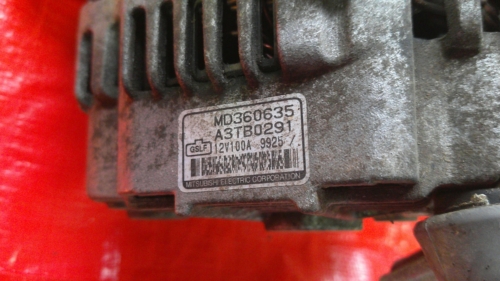 MD360635
A3TB0291
GSLF 12V100A 9925 /
MITSUBISHI ELECTRIC CORPORATION